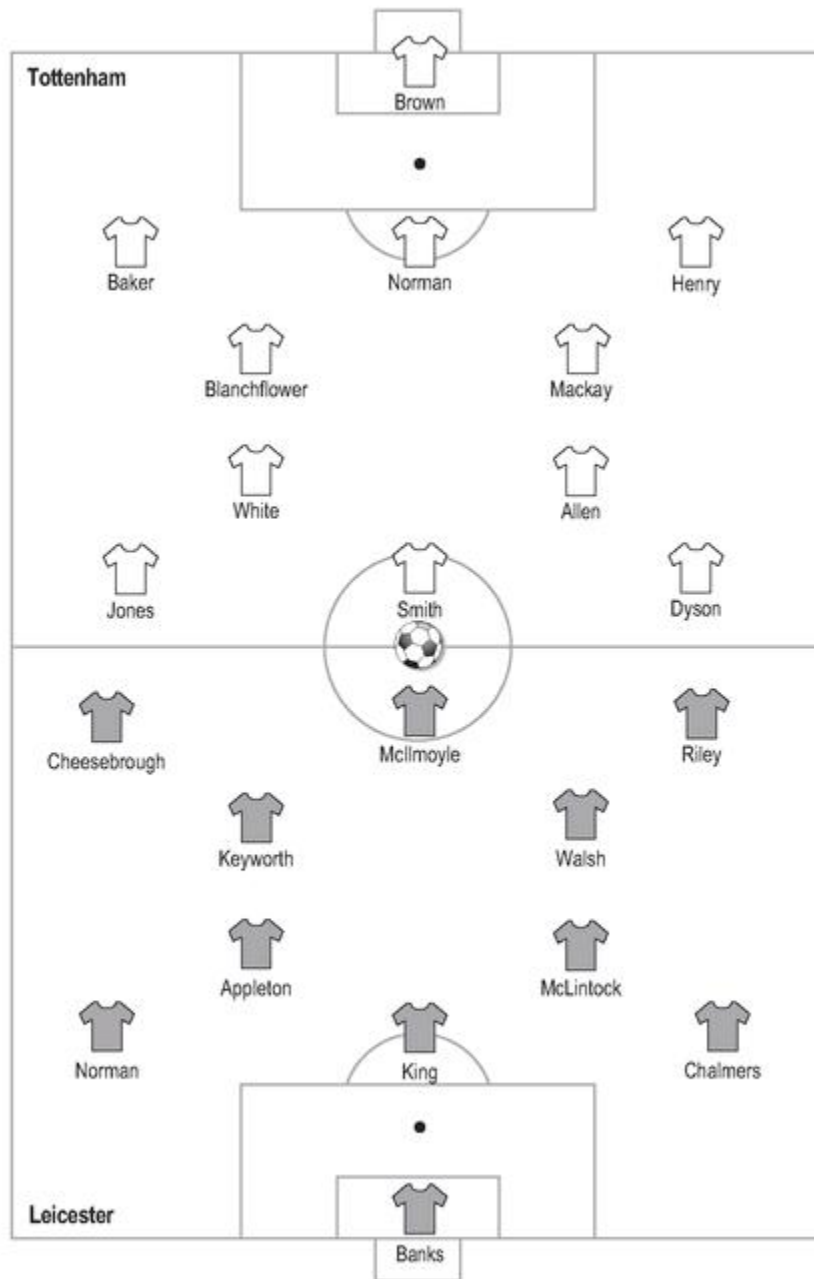 Tottenham
Brown
Baker Norman Henry
Blanchflower Mackay
White Allen
Jones Smith Dyson
Cheesebrough McIlmoyle Riley
Keyworth Walsh
Appleton McLintock
Norman King Chalmers
Leicester
Banks